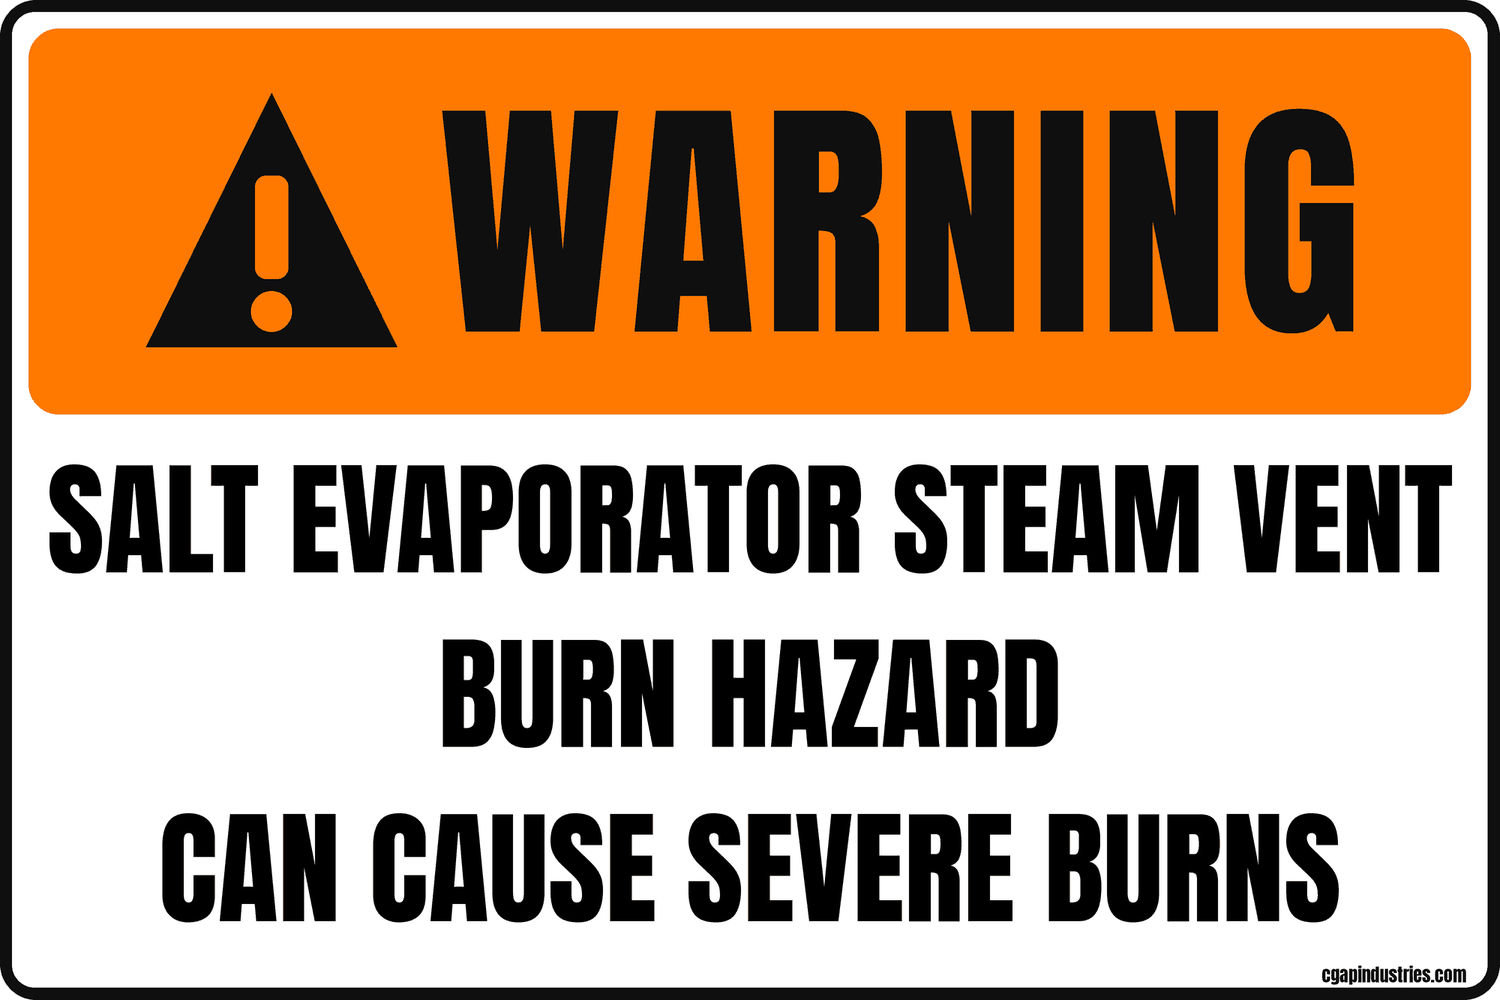 WARNING
SALT EVAPORATOR STEAM VENT
BURN HAZARD
CAN CAUSE SEVERE BURNS
cgapindustries.com